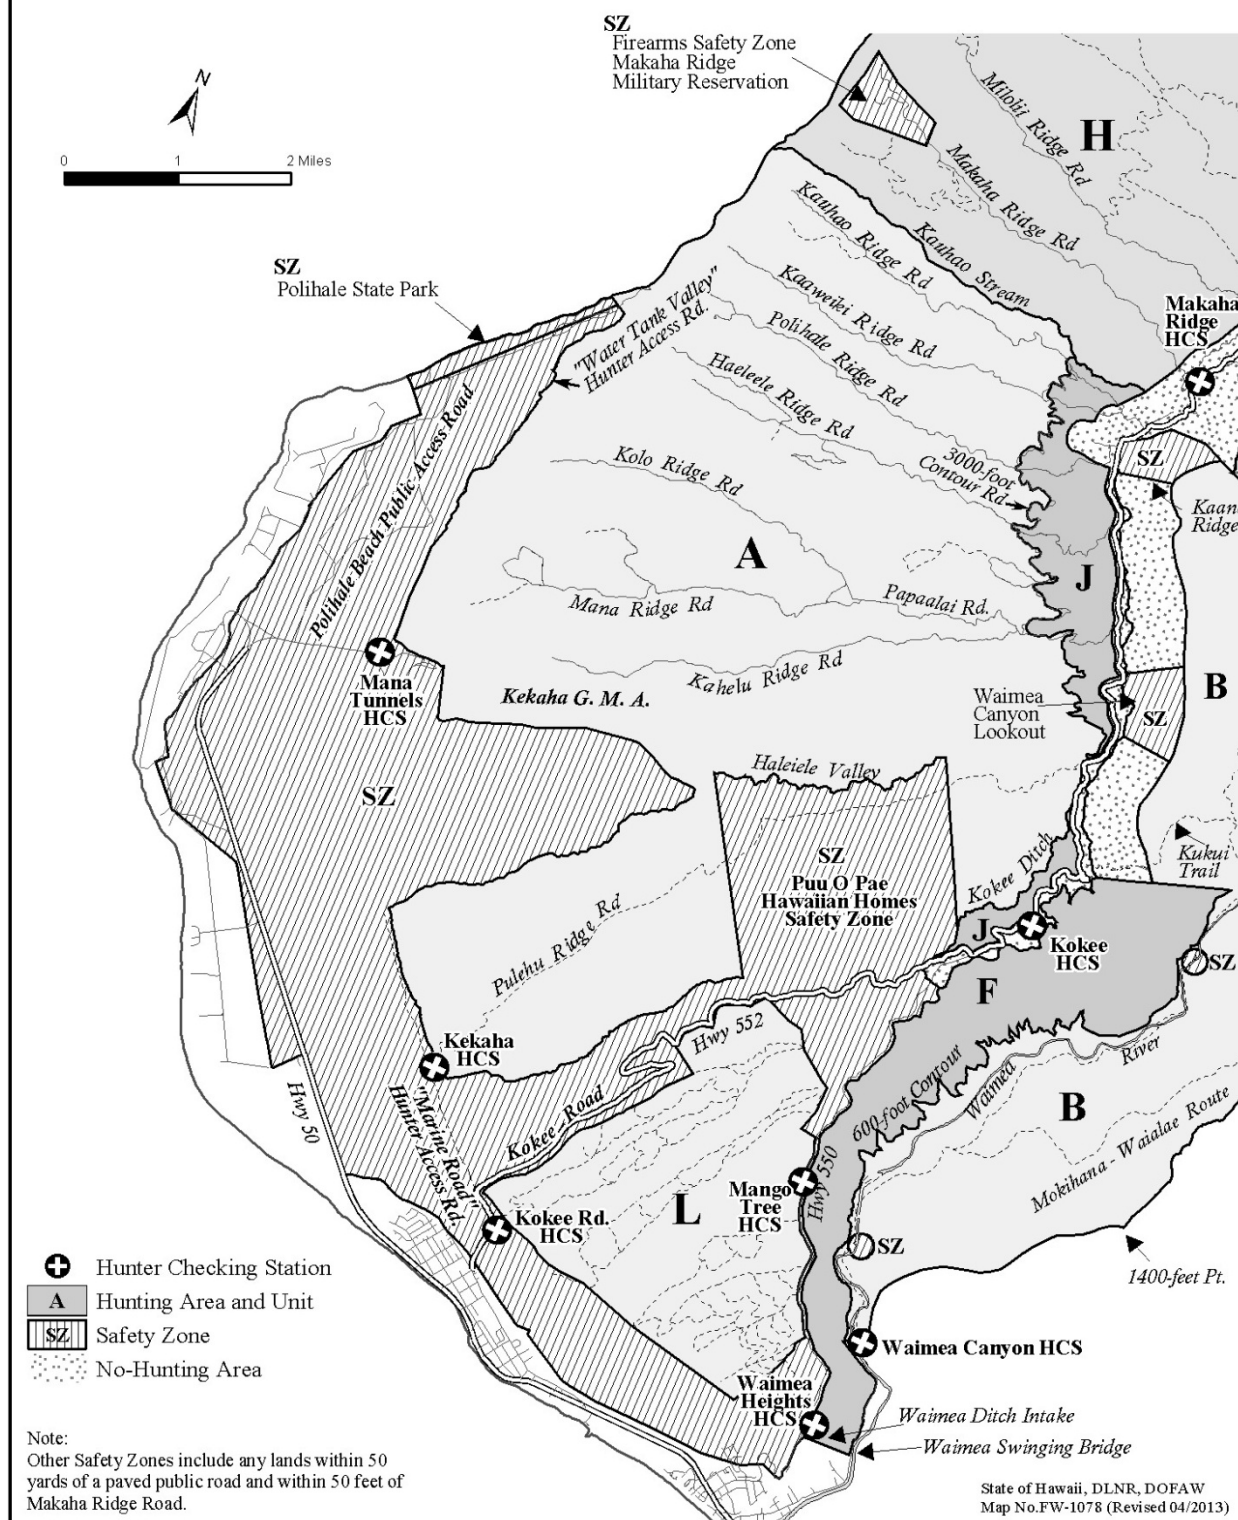 SZ
Firearms Safety Zone
Makaha Ridge
Military Reservation
N
0 1 2 Miles
H
Milolii Ridge Rd
Makaha Ridge Rd
Kauhao Ridge Rd
Kauhao Stream
SZ
Polihale State Park
"Water Tank Valley"
Hunter Access Rd.
Kaaweiki Ridge Rd
Polihale Ridge Rd
Haeleele Ridge Rd
Makaha
Ridge
HCS
Polihale Beach Public Access Road
Kolo Ridge Rd
3000-foot
Contour Rd
SZ
Kaan
Ridge
A
J
Mana Ridge Rd
Papaalai Rd.
Kahelu Ridge Rd
Mana
Tunnels
HCS
Kekaha G. M. A.
Waimea
Canyon
Lookout
B
SZ
Haleiele Valley
SZ
SZ
Puu O Pae
Hawaiian Homes
Safety Zone
Kokee Ditch
Kukui
Trail
Pulehu Ridge Rd
J
Kokee
HCS
SZ
F
Hwy 552
Kekaha
HCS
Hwy 50
"Marine Road"
Hunter Access Rd.
Kokee Road
600-foot Contour
Waimea River
B
Mokihana - Waialae Route
Mango
Tree
HCS
Hwy 550
L
Kokee Rd.
HCS
SZ
1400-feet Pt.
Hunter Checking Station
A
Hunting Area and Unit
SZ
Safety Zone
No-Hunting Area
Waimea Canyon HCS
Waimea
Heights
HCS
Waimea Ditch Intake
Waimea Swinging Bridge
Note:
Other Safety Zones include any lands within 50
yards of a paved public road and within 50 feet of
Makaha Ridge Road.
State of Hawaii, DLNR, DOFAW
Map No.FW-1078 (Revised 04/2013)